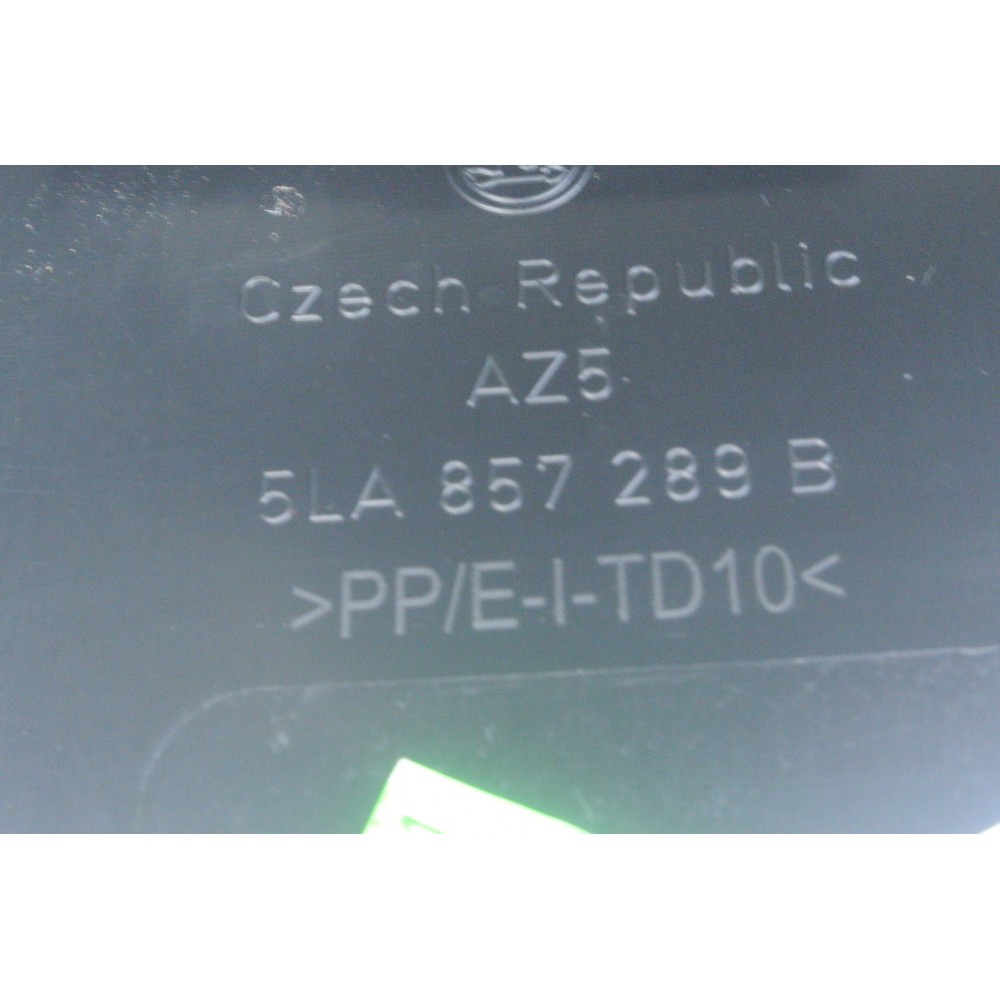 Czech Republic
AZ5
5LA 857 289 B
>PP/E-I-TD10<